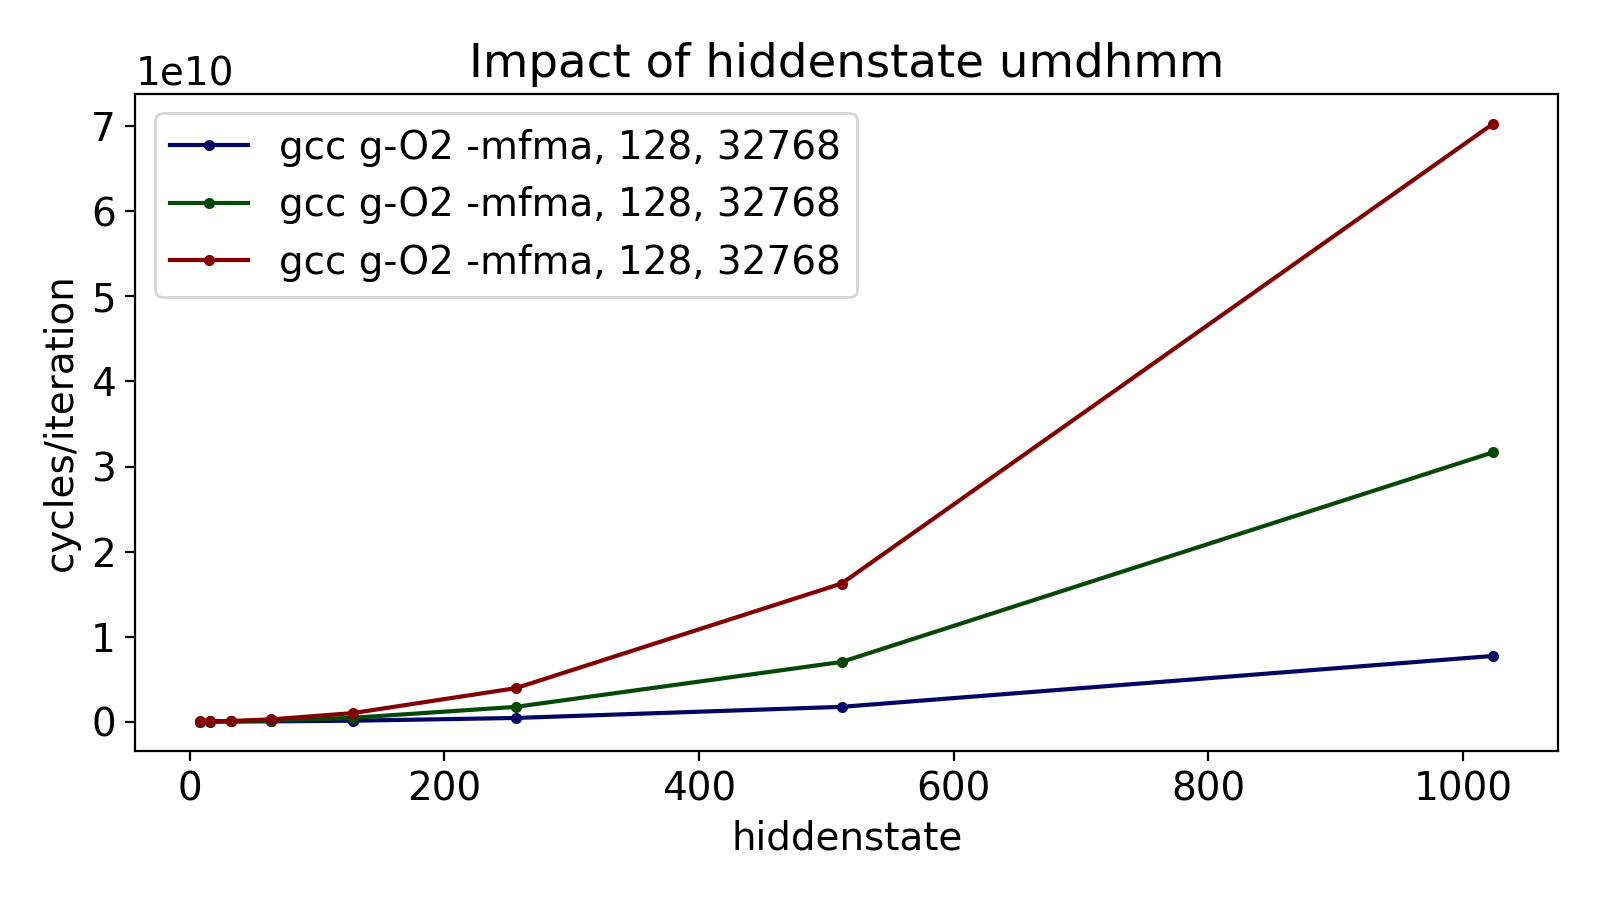 Impact of hiddenstate umdhmm
1e10
7
6
5
4
3
2
1
0
cycles/iteration
gcc g-O2 -mfma, 128, 32768
gcc g-O2 -mfma, 128, 32768
gcc g-O2 -mfma, 128, 32768
0 200 400 600 800 1000
hiddenstate